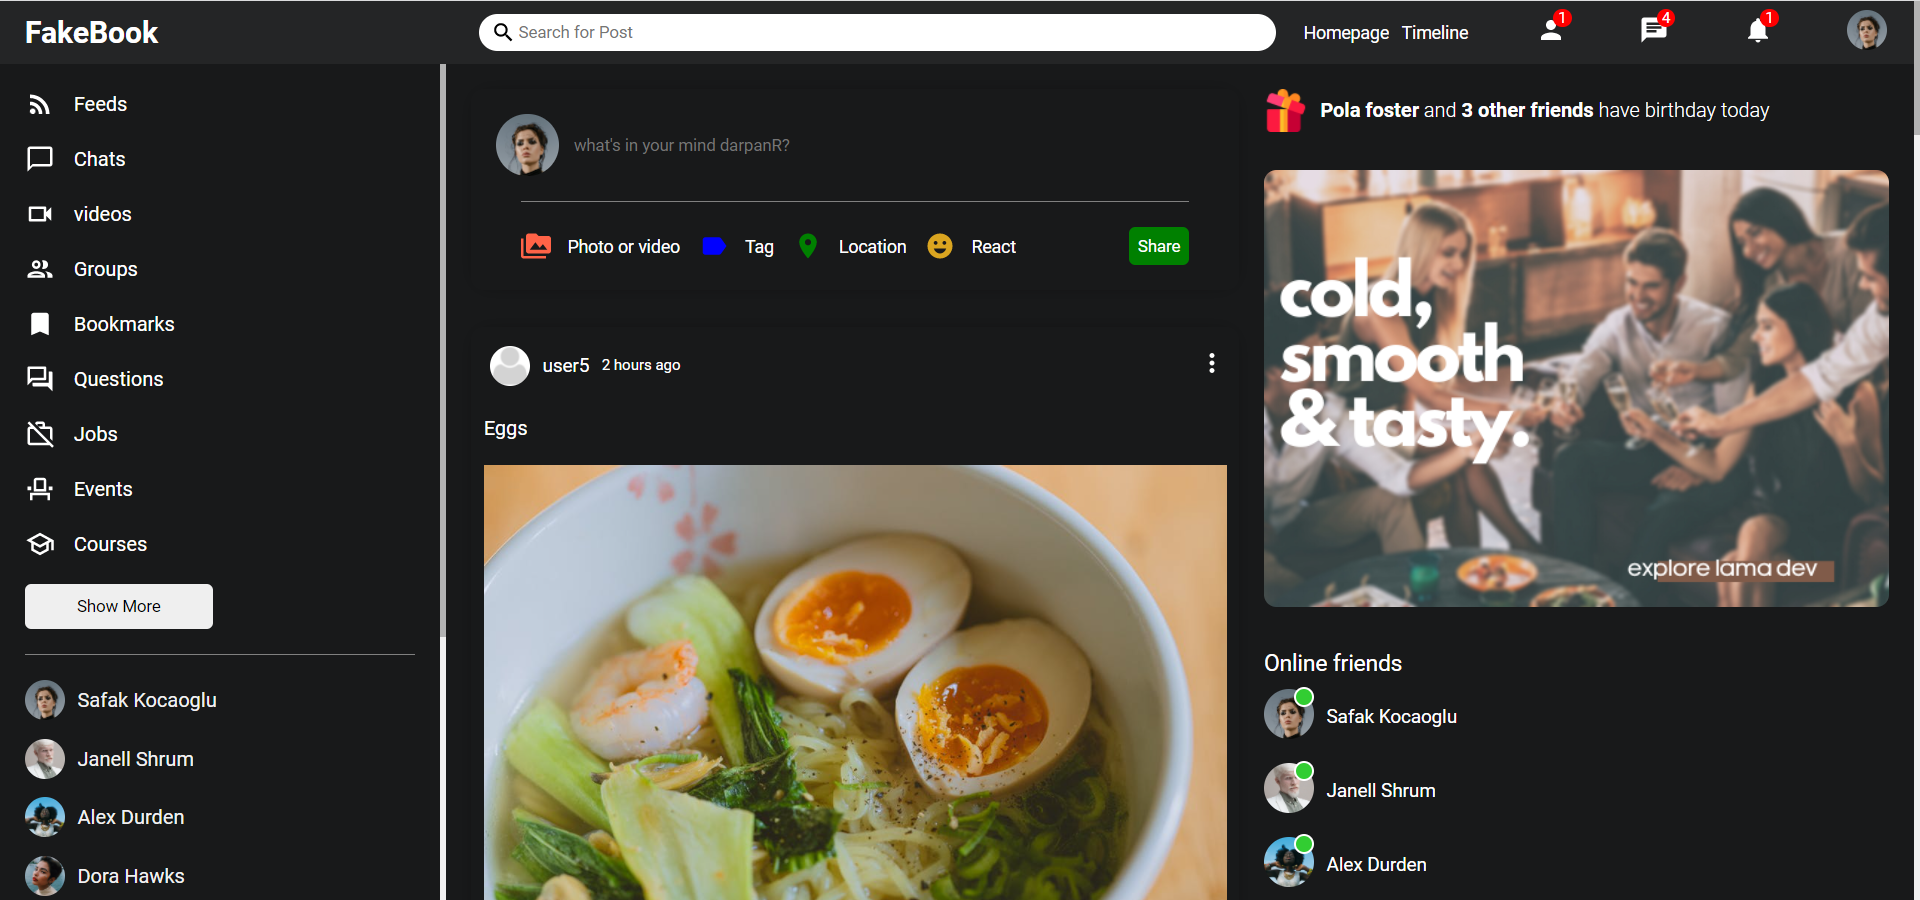 FakeBook
Search for Post
Homepage Timeline
1
4
1
Feeds
Chats
videos
Groups
Bookmarks
Questions
Jobs
Events
Courses
Show More
Safak Kocaoglu
Janell Shrum
Alex Durden
Dora Hawks
what's in your mind darpanR?
Photo or video
Tag
Location
React
Share
user5 2 hours ago
Eggs
Pola foster and 3 other friends have birthday today
cold,
smooth
& tasty.
explore lama dev
Online friends
Safak Kocaoglu
Janell Shrum
Alex Durden